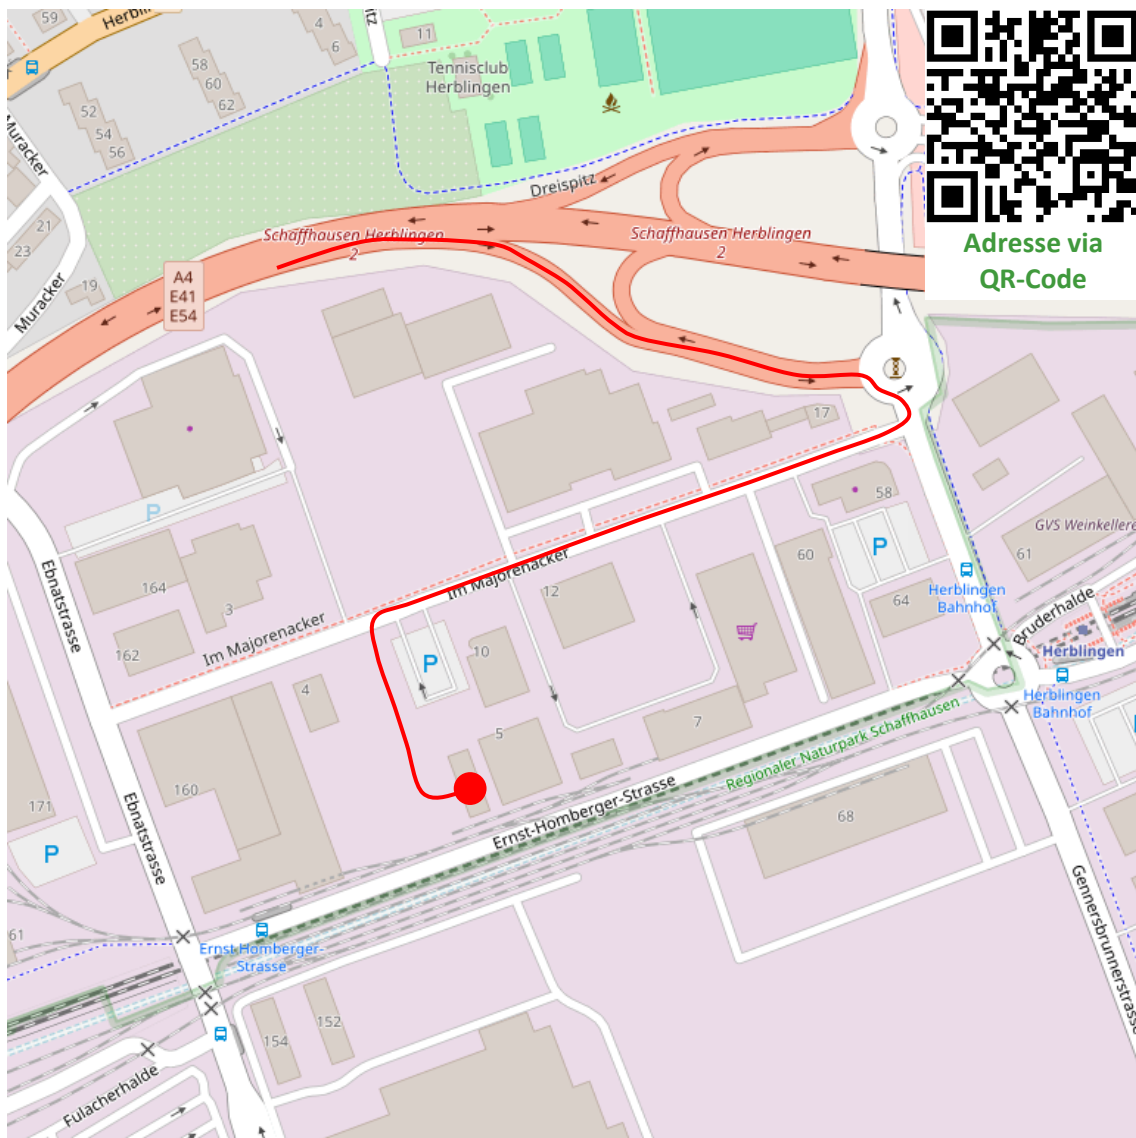 59
Herbli
4
6
11
58
60
62
Tennisclub
Herblingen
52
54
56
Muracker
Dreispitz
21
23
Schaffhausen Herblingen
2
Schaffhausen Herblingen
2
Adresse via
QR-Code
A4
E41
E54
19
Muracker
17
P
58
GVS Weinkellere
61
P
60
Ebnatstrasse
164
3
Im Majorenacker
12
64
Herblingen
Bahnhof
Bruderhalde
162
Im Majorenacker
P
10
Herblingen
4
Herblingen
Bahnhof
5
7
Regionaler Naturpark Schaffhausen
160
171
P
Ebnatstrasse
Ernst-Homberger-Strasse
68
Gennersbrunnerstrasse
61
Ernst-Homberger-
Strasse
152
154
Fulacherhalde